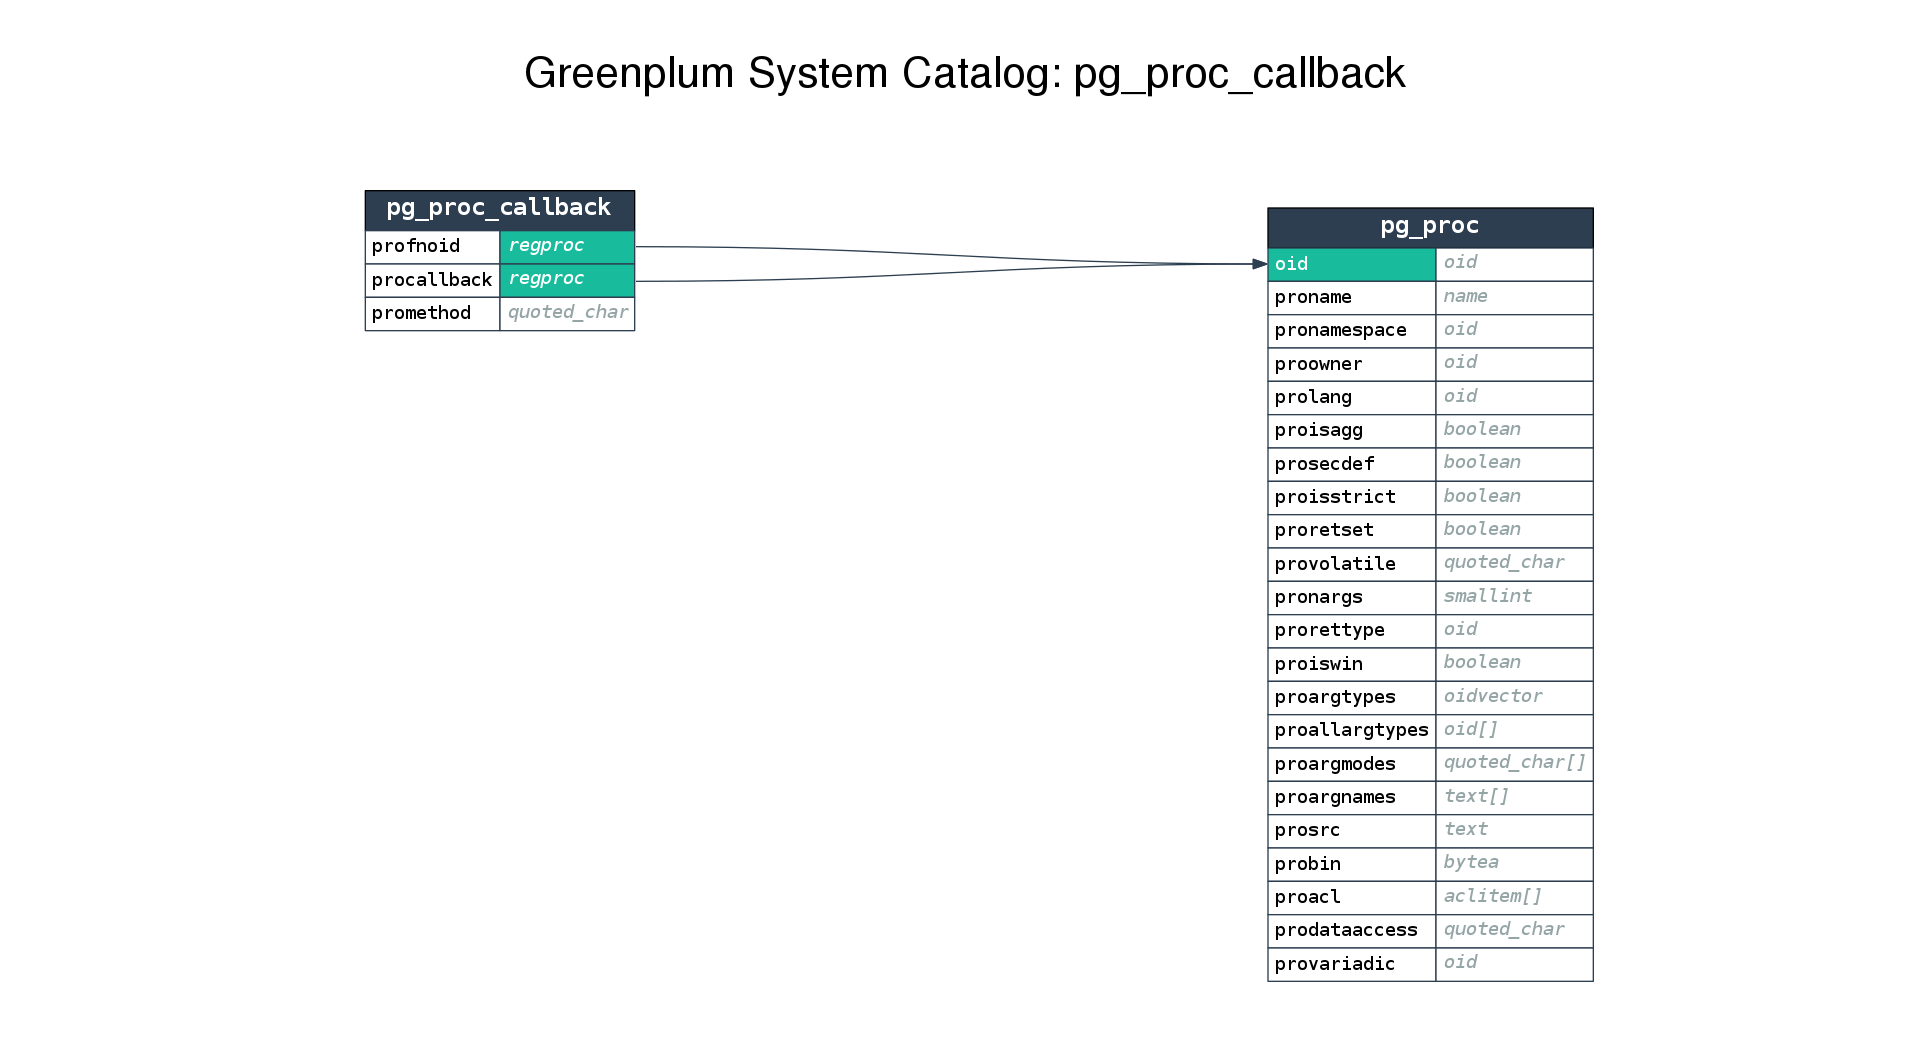 Greenplum System Catalog: pg_proc_callback
pg_proc_callback
profnoid regproc
procallback regproc
promethod quoted_char
pg_proc
oid oid
proname name
pronamespace oid
proowner oid
prolang oid
proisagg boolean
prosecdef boolean
proisstrict boolean
proretset boolean
provolatile quoted_char
pronargs smallint
prorettype oid
proiswin boolean
proargtypes oidvector
proallargtypes oid[]
proargmodes quoted_char[]
proargnames text[]
prosrc text
probin bytea
proacl aclitem[]
prodataaccess quoted_char
provariadic oid